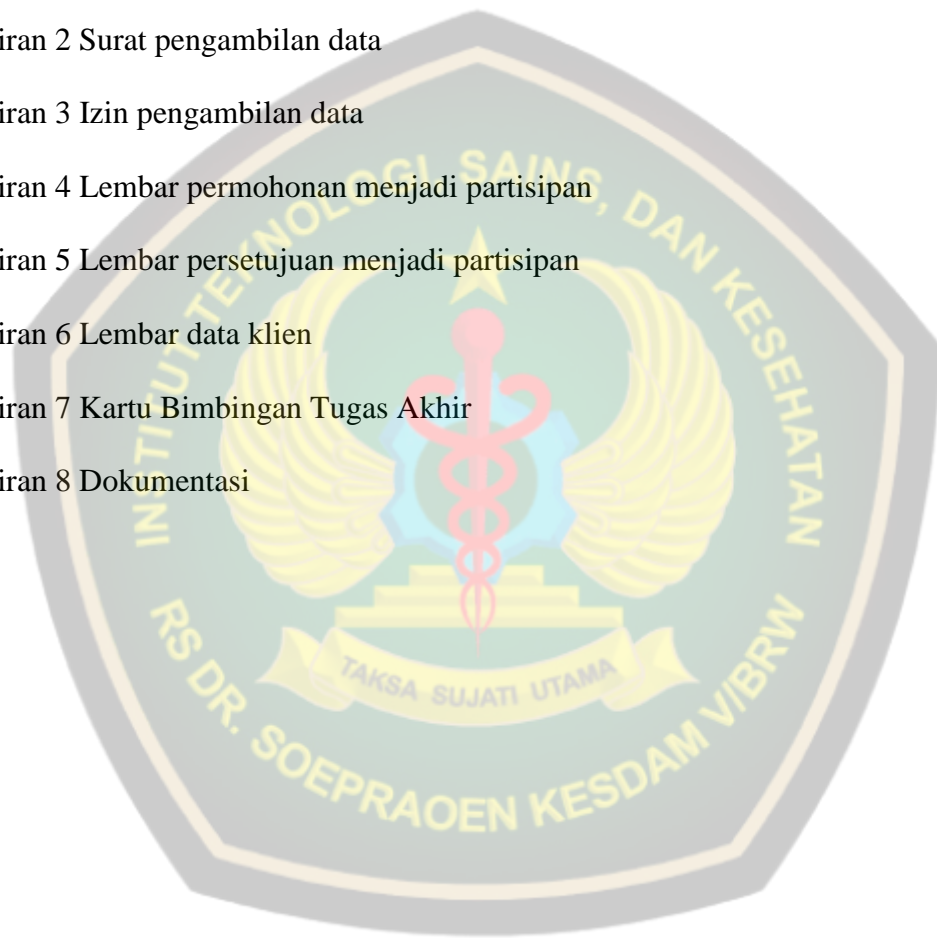 iran 2 Surat pengambilan data
iran 3 Izin pengambilan data
iran 4 Lembar permohonan menjadi partisipan
iran 5 Lembar persetujuan menjadi partisipan
iran 6 Lembar data klien
iran 7 Kartu Bimbingan Tugas Akhir
iran 8 Dokumentasi
INSTITUT TEKNOLOGI, SAINS, DAN KESEHATAN
TAKSA SUJATI UTAMA
RS DR. SOEPRAOEN KESDAM V/BRW